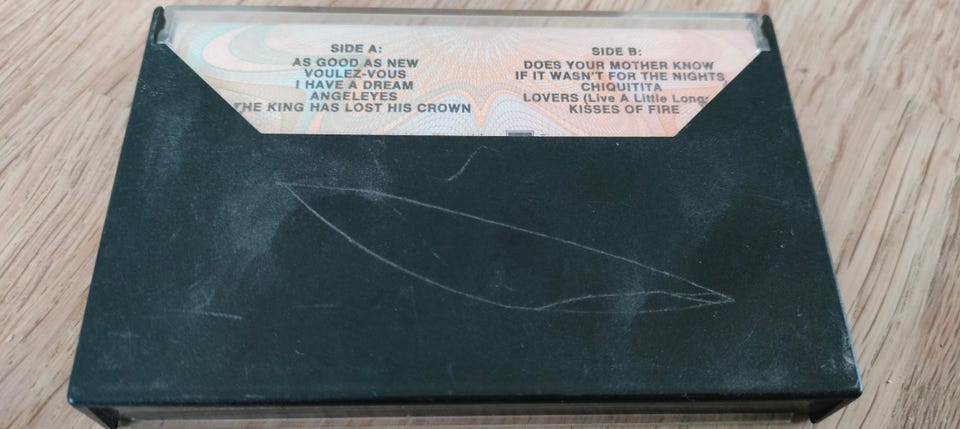 SIDE A:
AS GOOD AS NEW
VOULEZ-VOUS
I HAVE A DREAM
ANGELEYES
THE KING HAS LOST HIS CROWN
SIDE B:
DOES YOUR MOTHER KNOW
IF IT WASN'T FOR THE NIGHTS
CHIQUITITA
LOVERS (Live A Little Long
KISSES OF FIRE